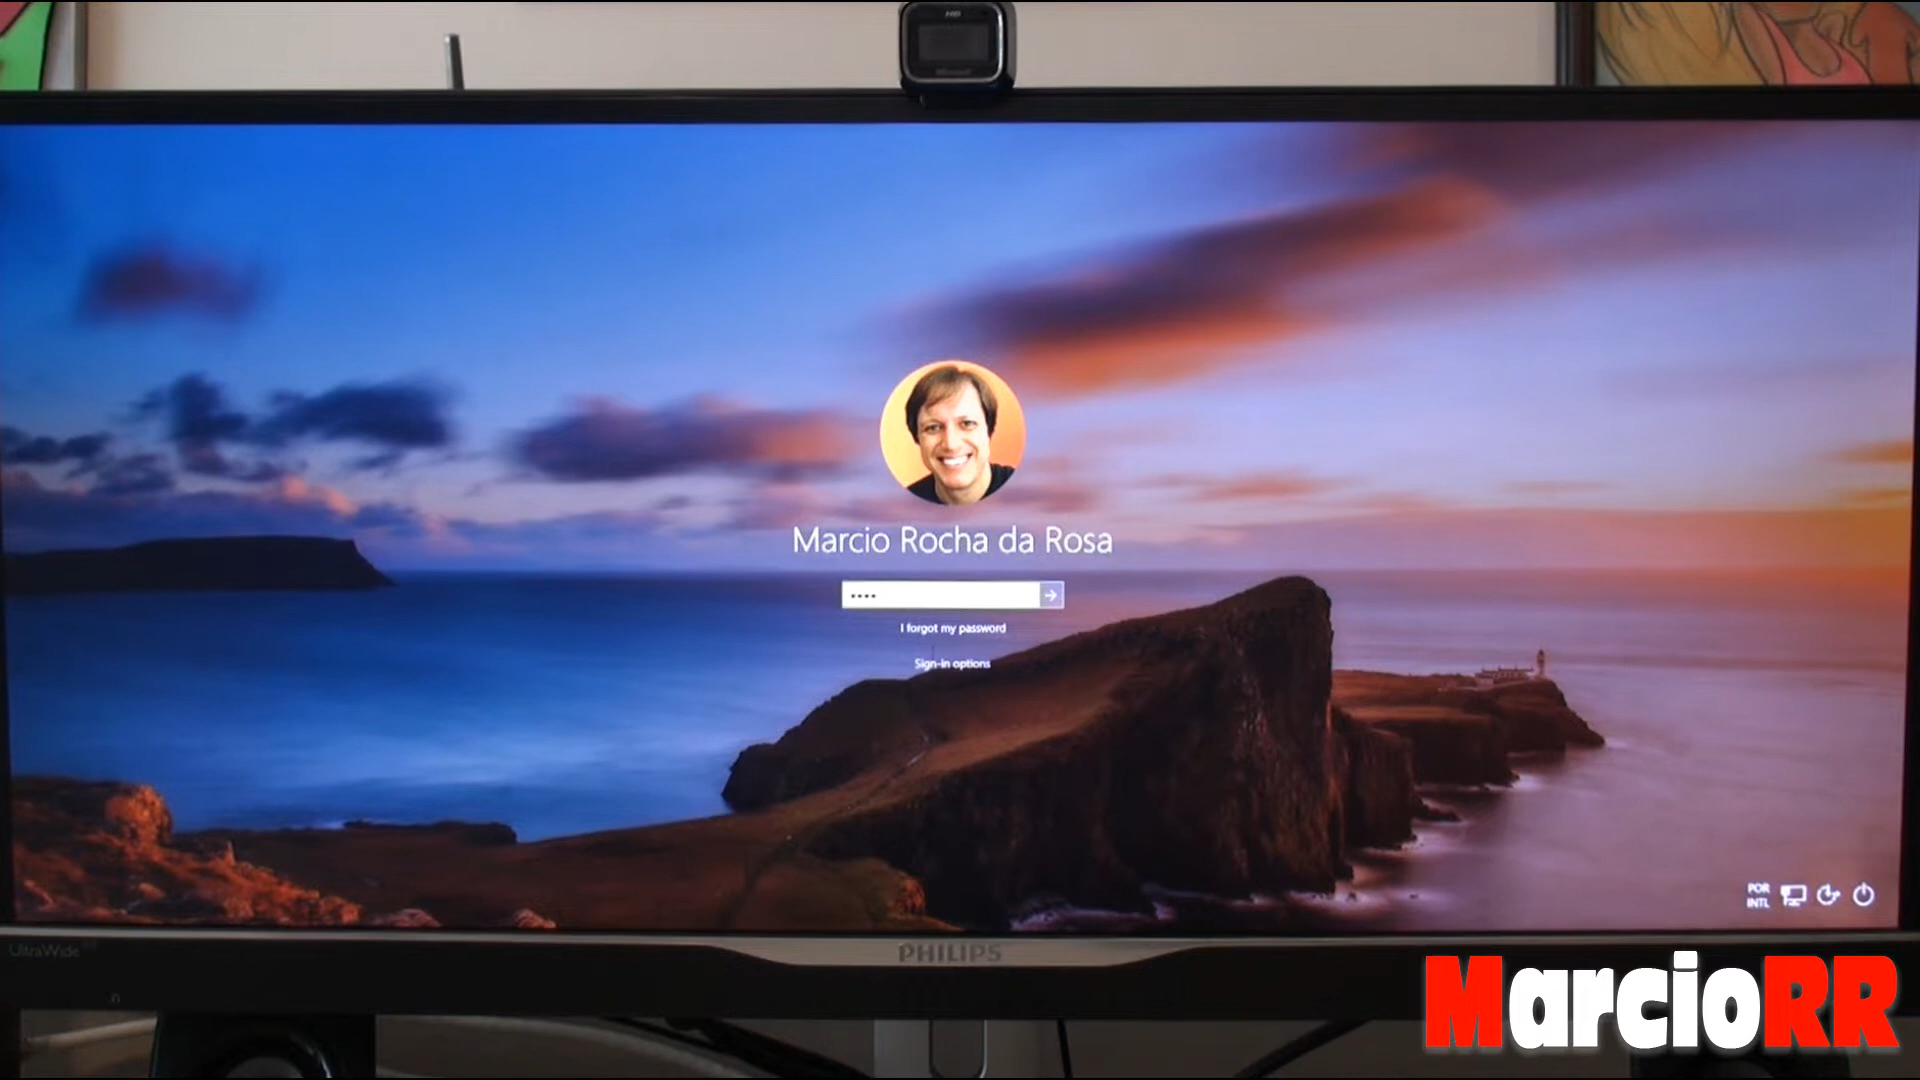 Marcio Rocha da Rosa
I forgot my password
Sign-in options
POR
INTL
UltraWide
PHILIPS
MarcioRR